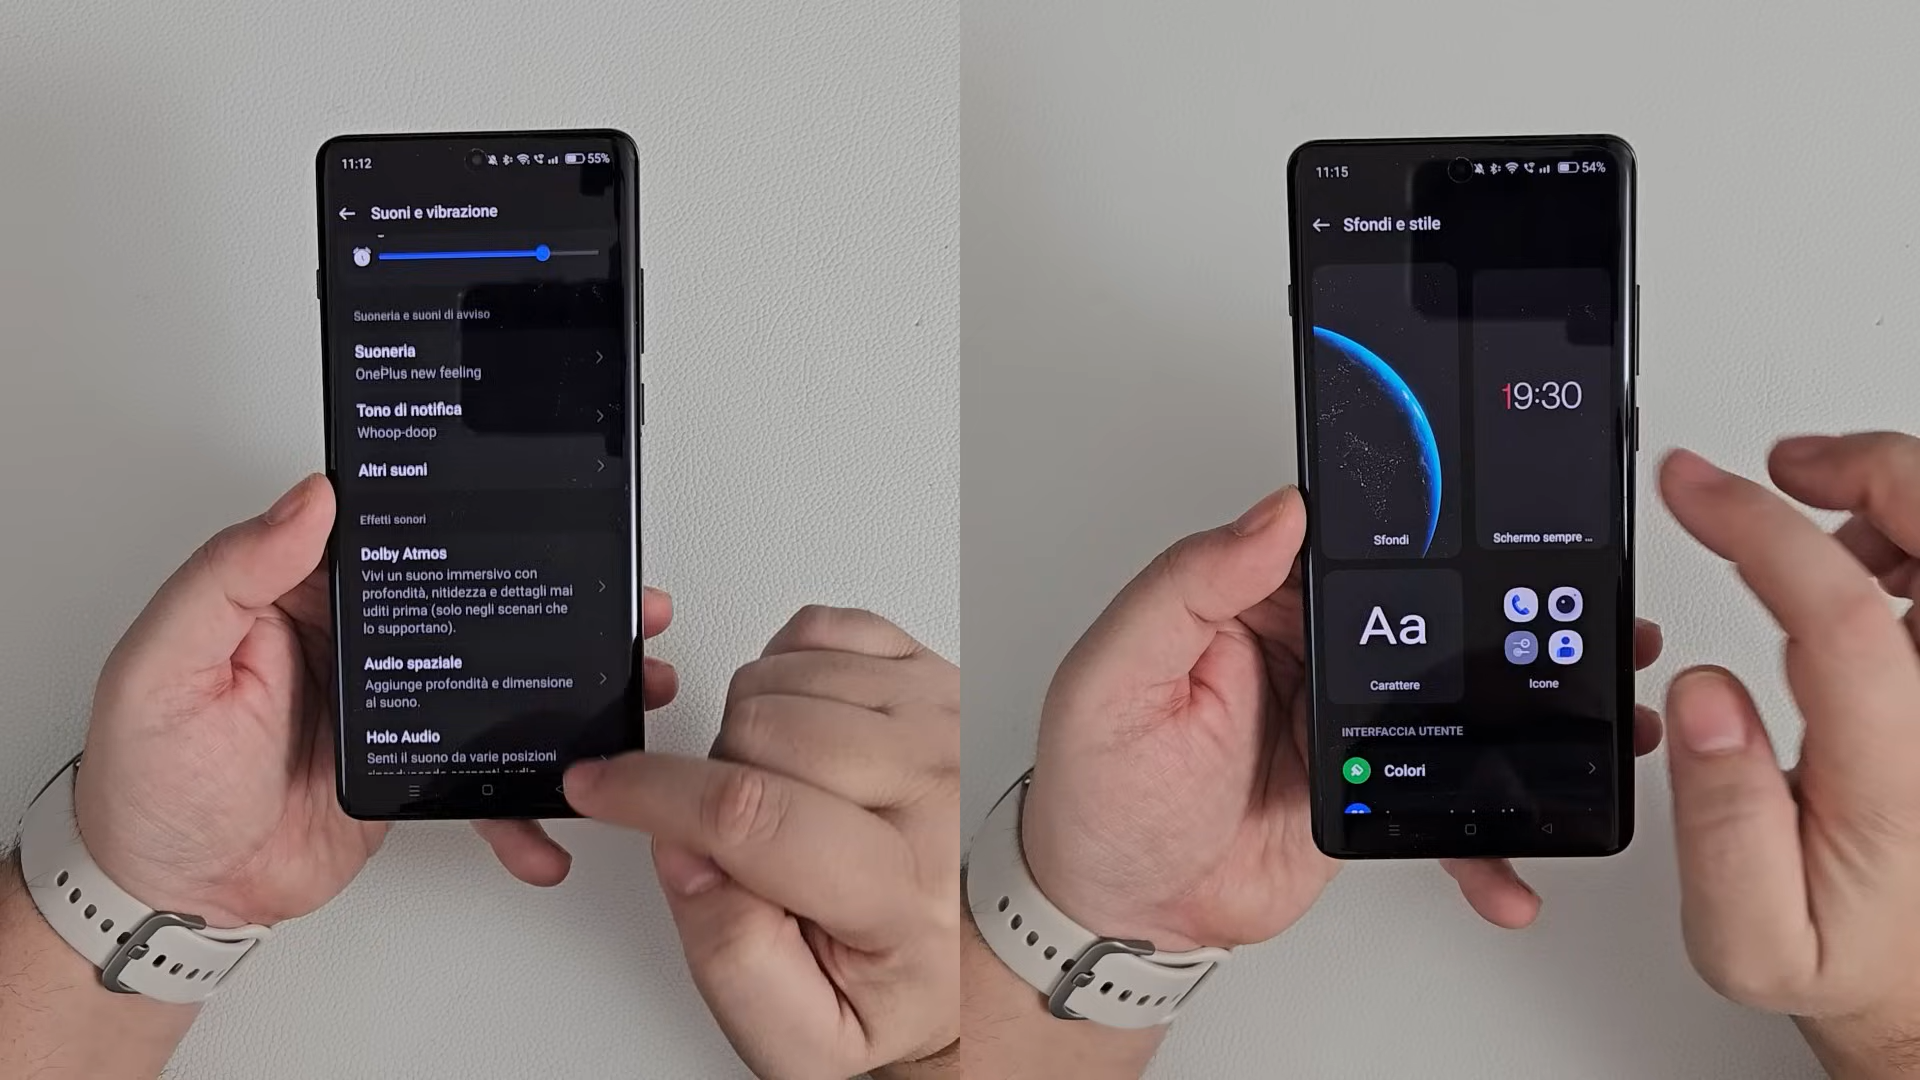 11:12
55%
Suoni e vibrazione
Suoneria e suoni di avviso
Suoneria
OnePlus new feeling
Tono di notifica
Whoop-doop
Altri suoni
Effetti sonori
Dolby Atmos
Vivi un suono immersivo con
profondità, nitidezza e dettagli mai
uditi prima (solo negli scenari che
lo supportano).
Audio spaziale
Aggiunge profondità e dimensione
al suono.
Holo Audio
Senti il suono da varie posizioni
11:15
54%
Sfondi e stile
19:30
Sfondi
Schermo sempre ...
Aa
Carattere
Icone
INTERFACCIA UTENTE
Colori